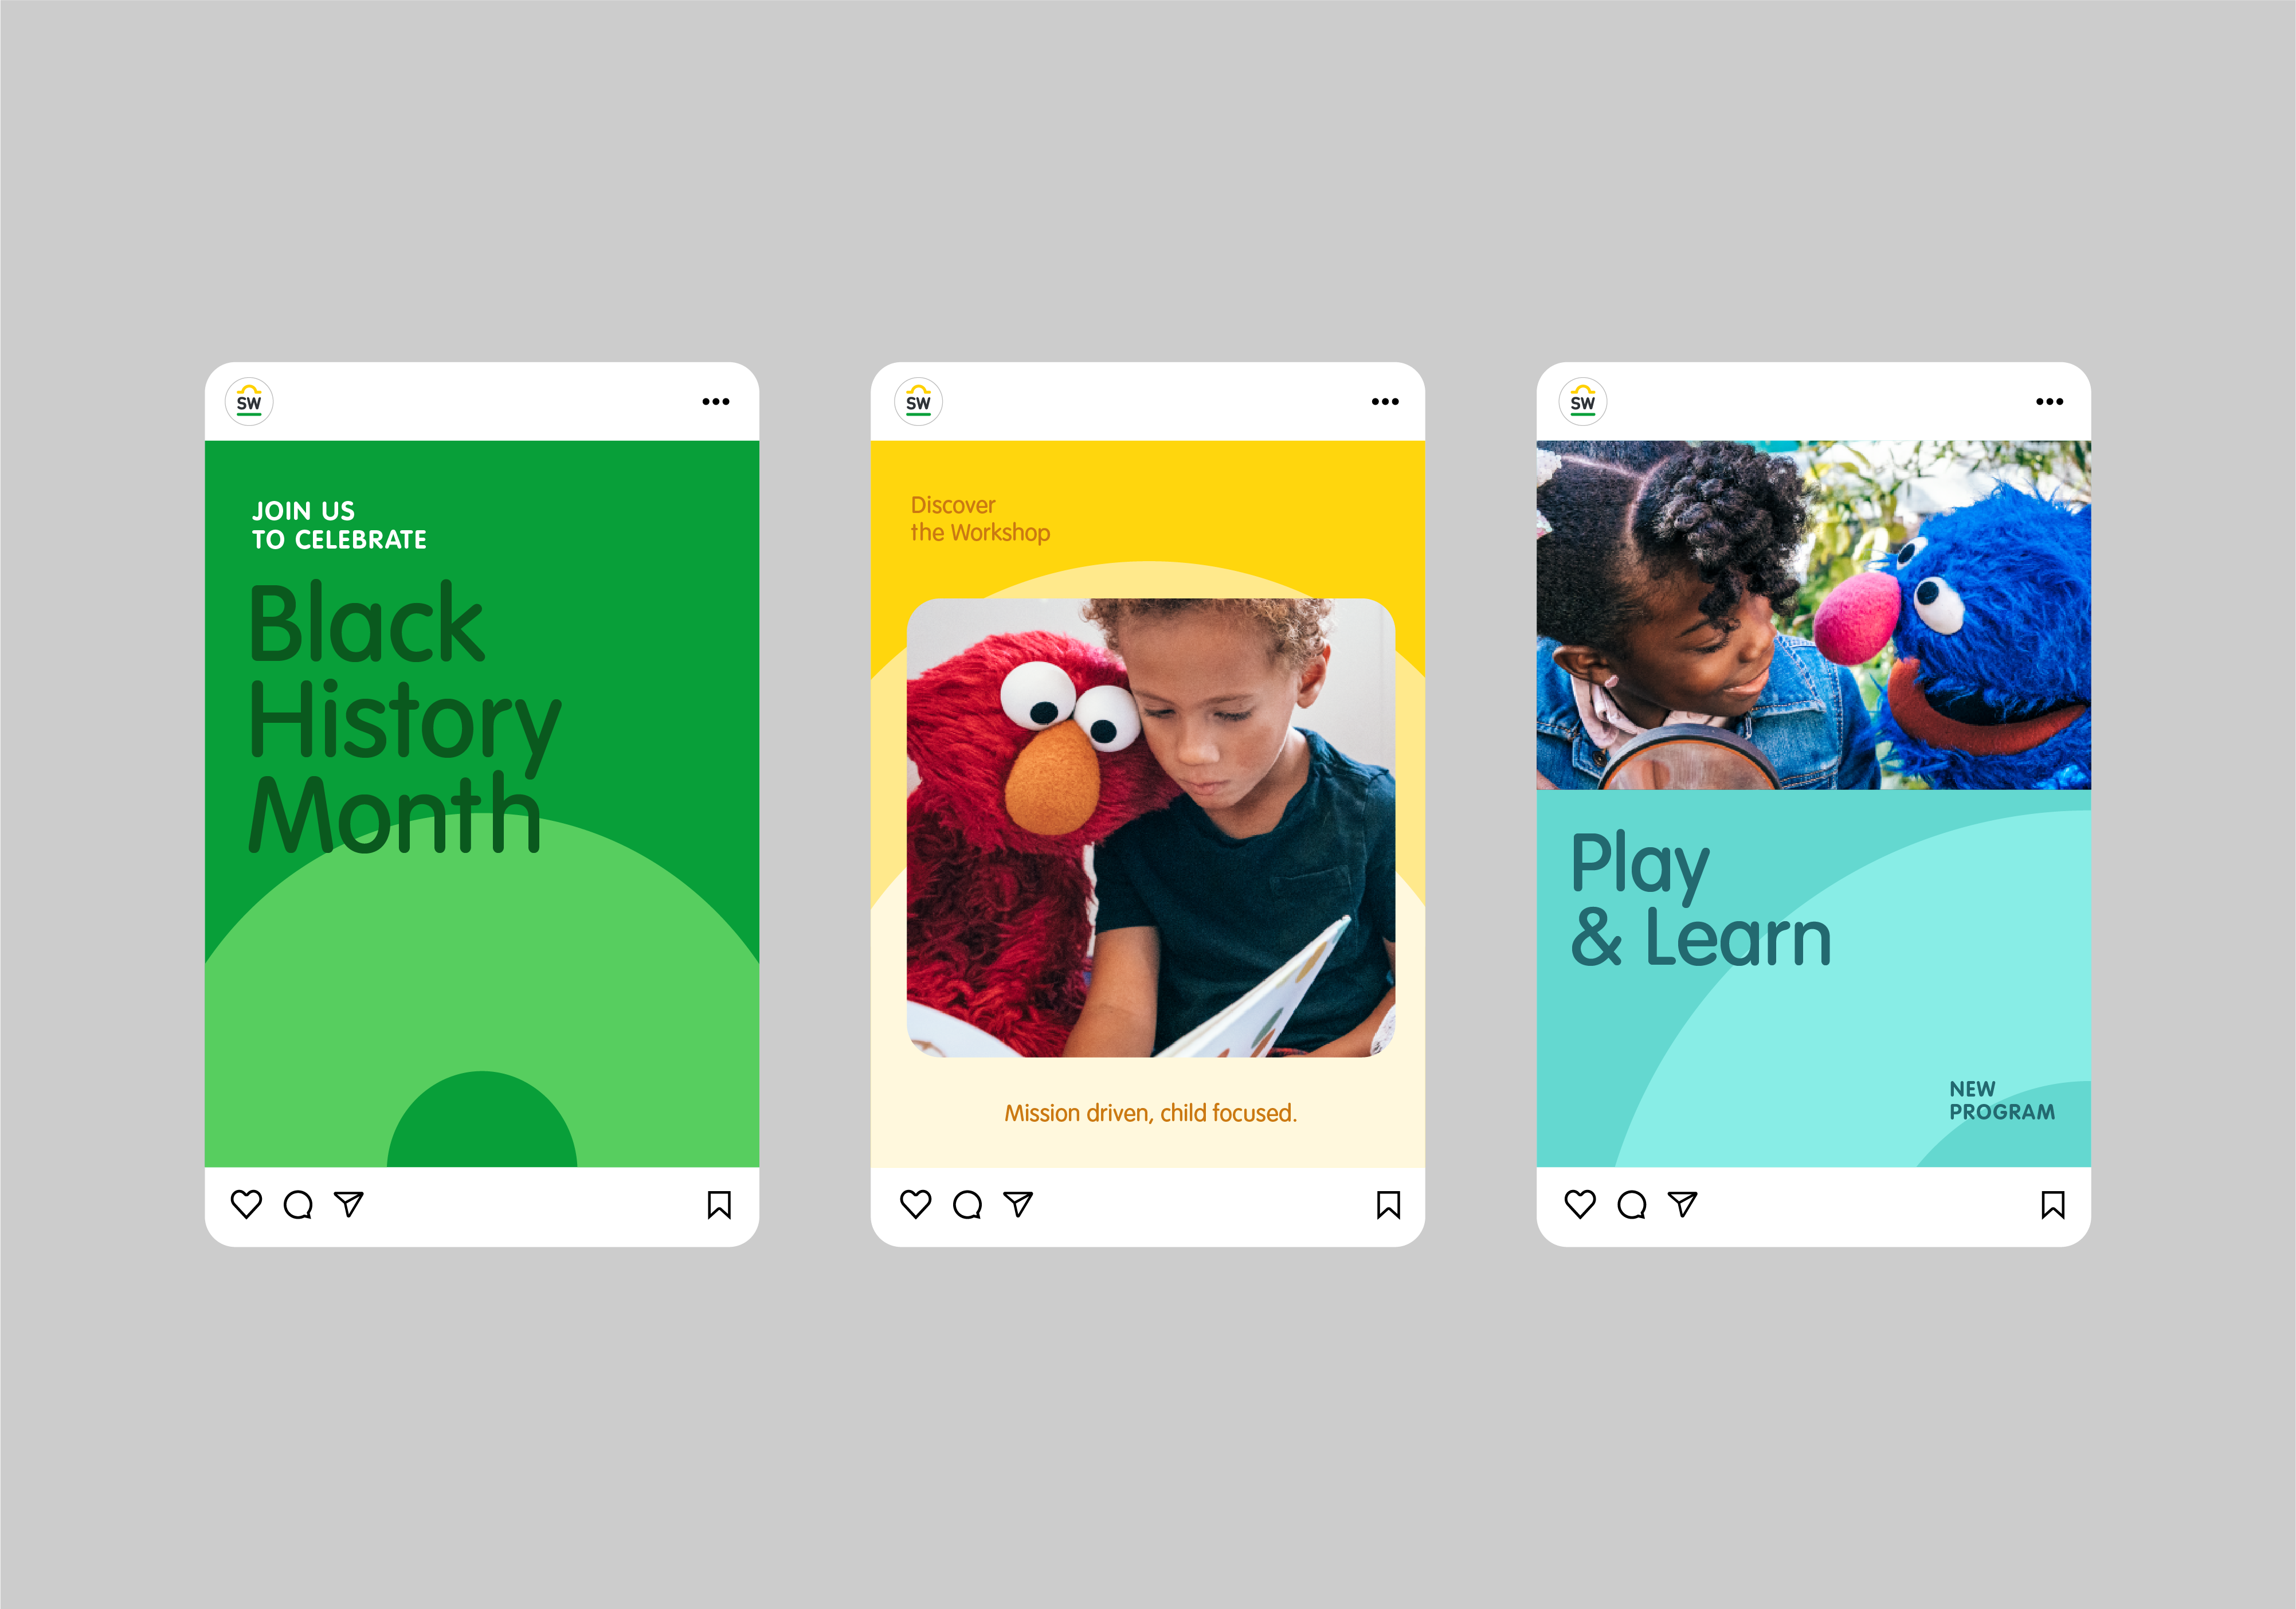 SW
JOIN US
TO CELEBRATE
Black
History
Month
SW
Discover
the Workshop
Mission driven, child focused.
SW
Play
& Learn
NEW
PROGRAM